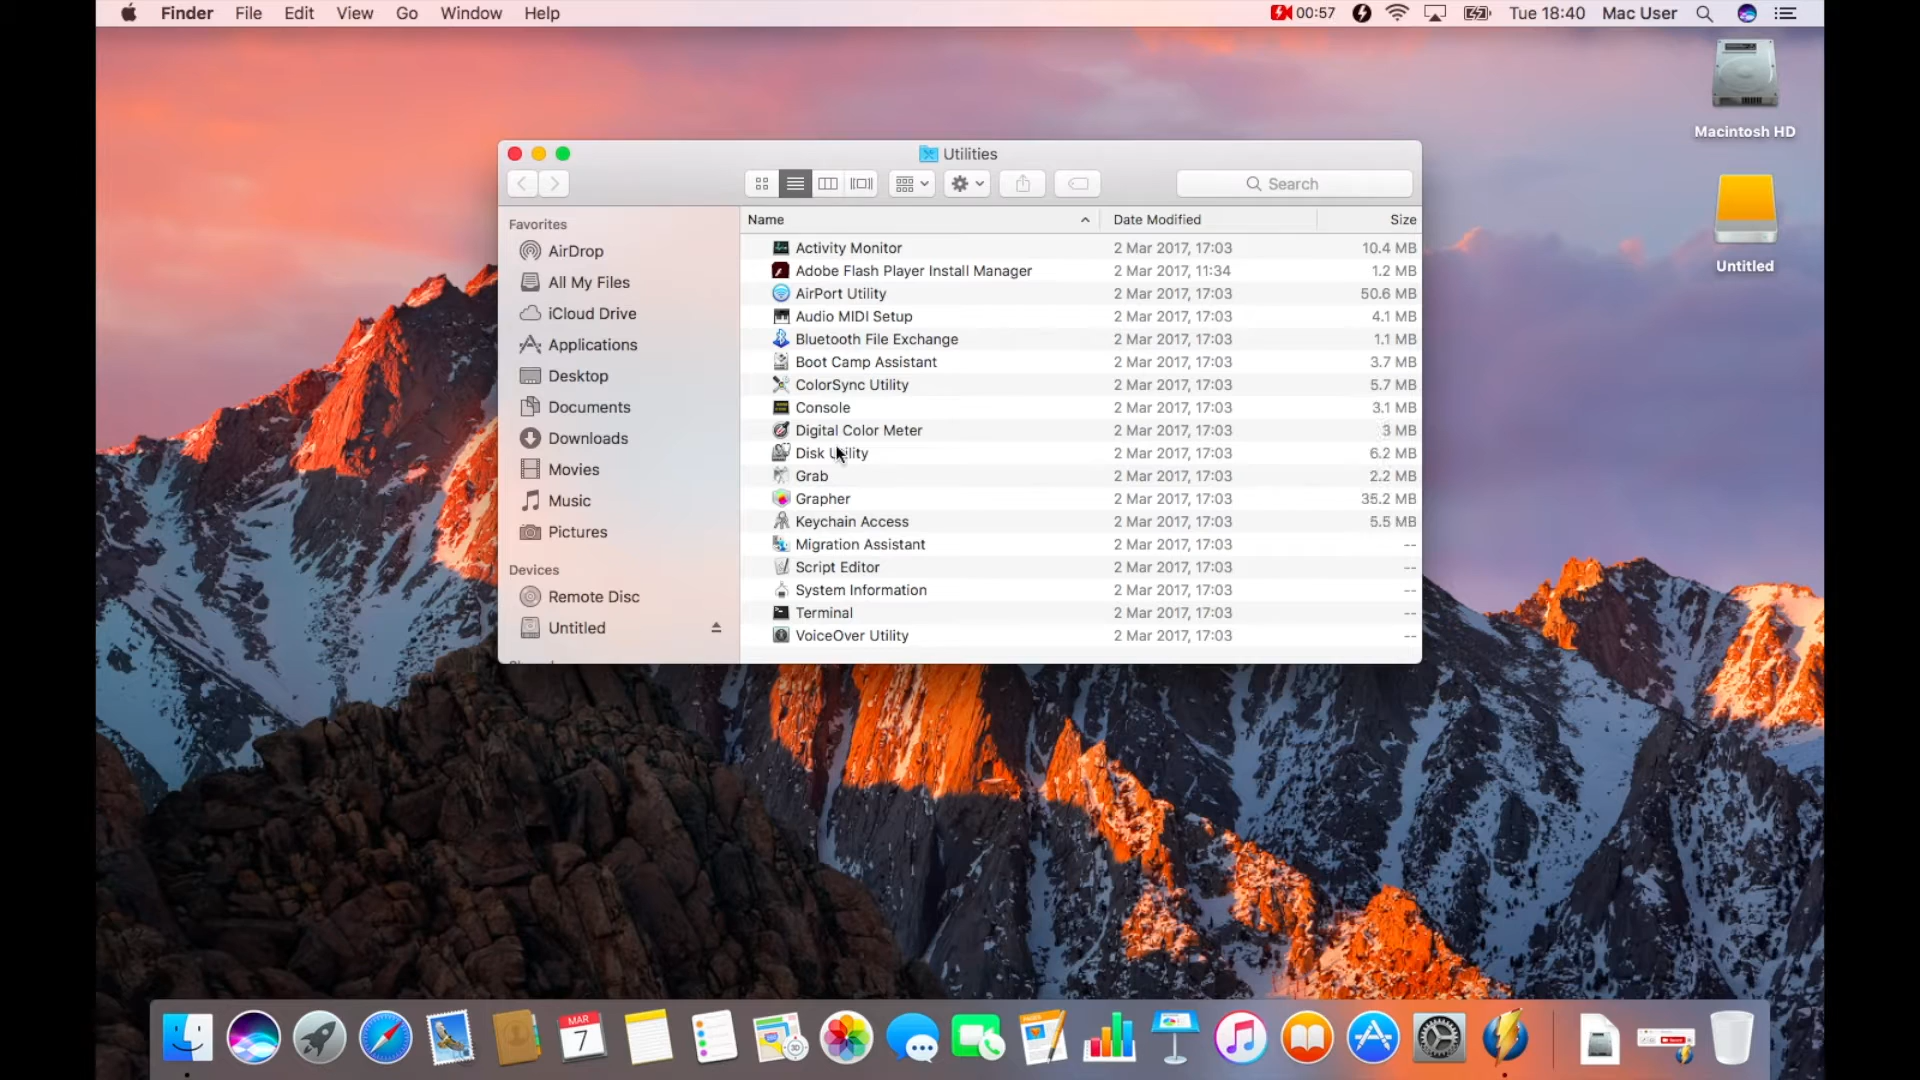 Finder File Edit View Go Window Help 00:57 Tue 18:40 Mac User
Macintosh HD
Untitled
Utilities
Search
Name Date Modified Size
Activity Monitor 2 Mar 2017, 17:03 10.4 MB
Adobe Flash Player Install Manager 2 Mar 2017, 11:34 1.2 MB
AirPort Utility 2 Mar 2017, 17:03 50.6 MB
Audio MIDI Setup 2 Mar 2017, 17:03 4.1 MB
Bluetooth File Exchange 2 Mar 2017, 17:03 1.1 MB
Boot Camp Assistant 2 Mar 2017, 17:03 3.7 MB
ColorSync Utility 2 Mar 2017, 17:03 5.7 MB
Console 2 Mar 2017, 17:03 3.1 MB
Digital Color Meter 2 Mar 2017, 17:03 3 MB
Disk Utility 2 Mar 2017, 17:03 6.2 MB
Grab 2 Mar 2017, 17:03 2.2 MB
Grapher 2 Mar 2017, 17:03 35.2 MB
Keychain Access 2 Mar 2017, 17:03 5.5 MB
Migration Assistant 2 Mar 2017, 17:03 --
Script Editor 2 Mar 2017, 17:03 --
System Information 2 Mar 2017, 17:03 --
Terminal 2 Mar 2017, 17:03 --
VoiceOver Utility 2 Mar 2017, 17:03 --
Favorites
AirDrop
All My Files
iCloud Drive
Applications
Desktop
Documents
Downloads
Movies
Music
Pictures
Devices
Remote Disc
Untitled
MAR
7
3D
PAGES